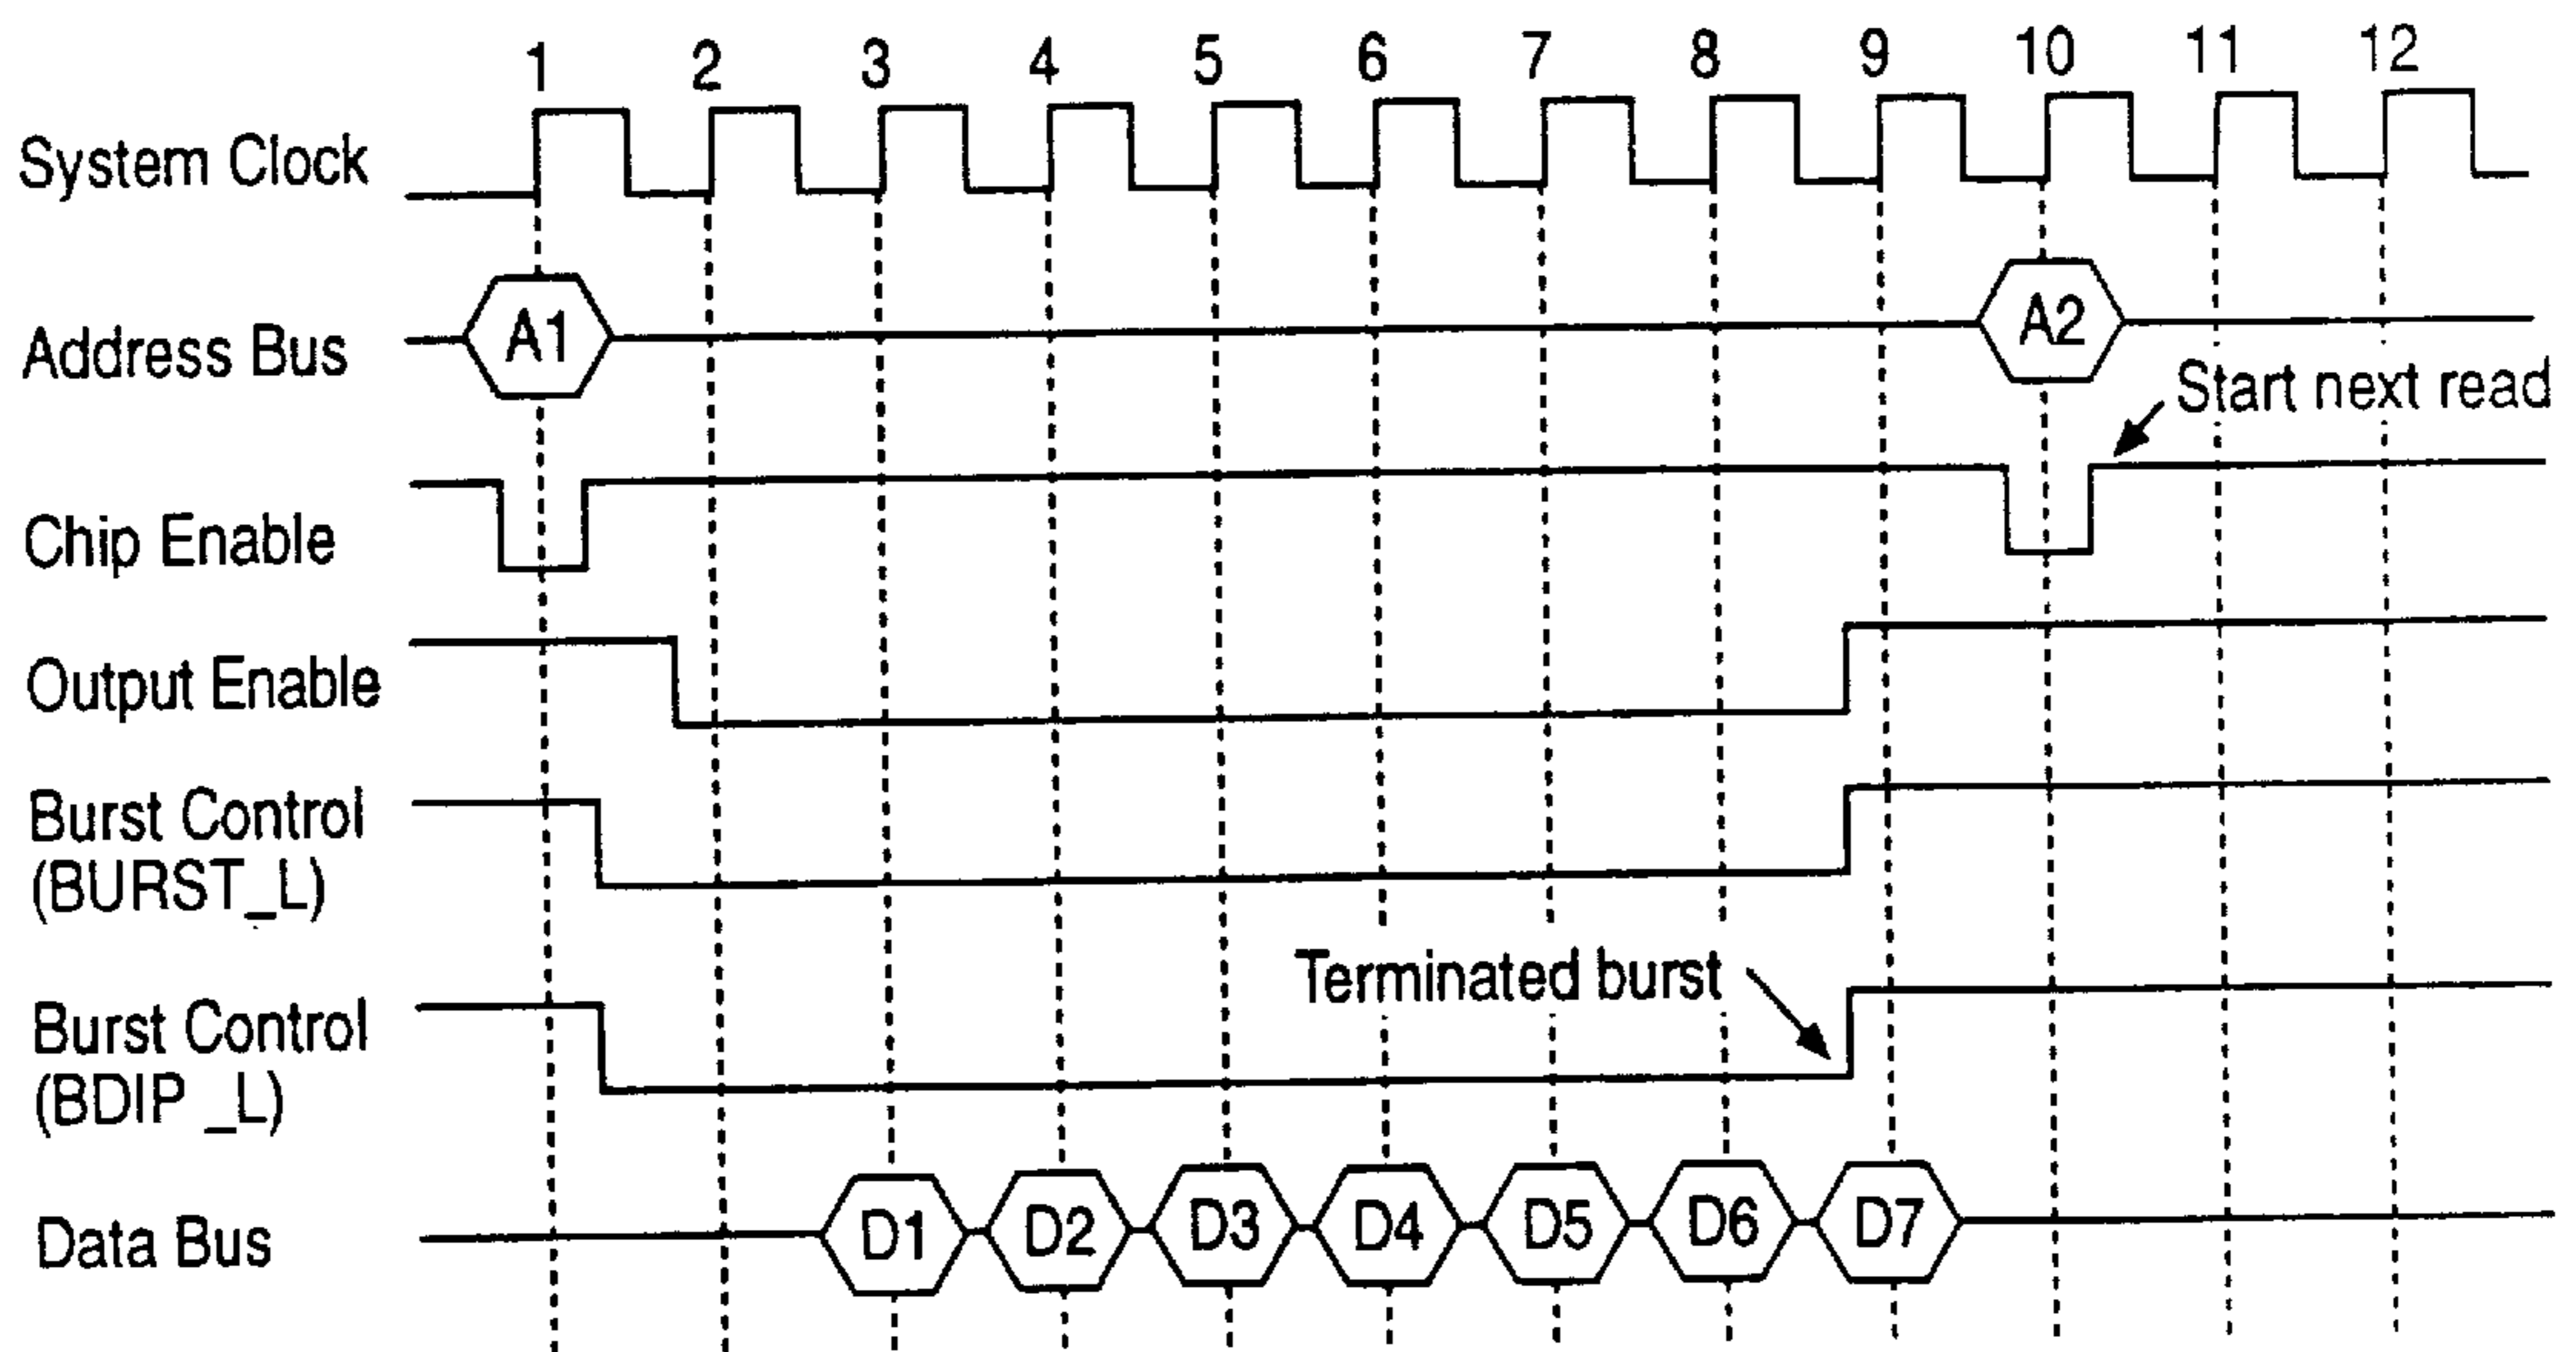 1 2 3 4 5 6 7 8 9 10 11 12
System Clock
Address Bus
A1
A2
Start next read
Chip Enable
Output Enable
Burst Control
(BURST_L)
Terminated burst
Burst Control
(BDIP _L)
Data Bus
D1 D2 D3 D4 D5 D6 D7